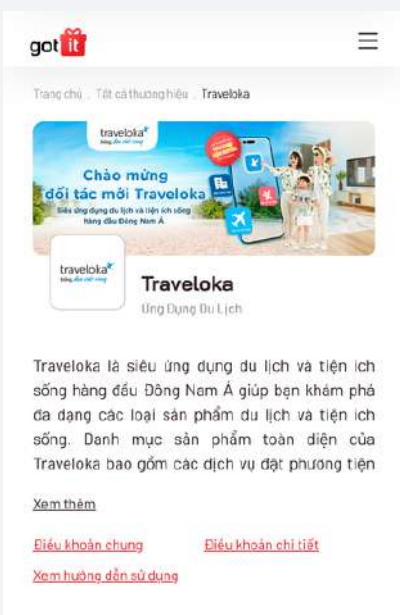 got it
Trang chủ . Tất cả thương hiệu . Traveloka
traveloka
Chào mừng
đối tác mới Traveloka
Siêu ứng dụng du lịch và tiện ích sống
hàng đầu Đông Nam Á
traveloka
Traveloka
Ứng Dụng Du Lịch
Traveloka là siêu ứng dụng du lịch và tiện ích
sống hàng đầu Đông Nam Á giúp bạn khám phá
đa dạng các loại sản phẩm du lịch và tiện ích
sống. Danh mục sản phẩm toàn diện của
Traveloka bao gồm các dịch vụ đặt phương tiện
Xem thêm
Điều khoản chung
Điều khoản chi tiết
Xem hướng dẫn sử dụng